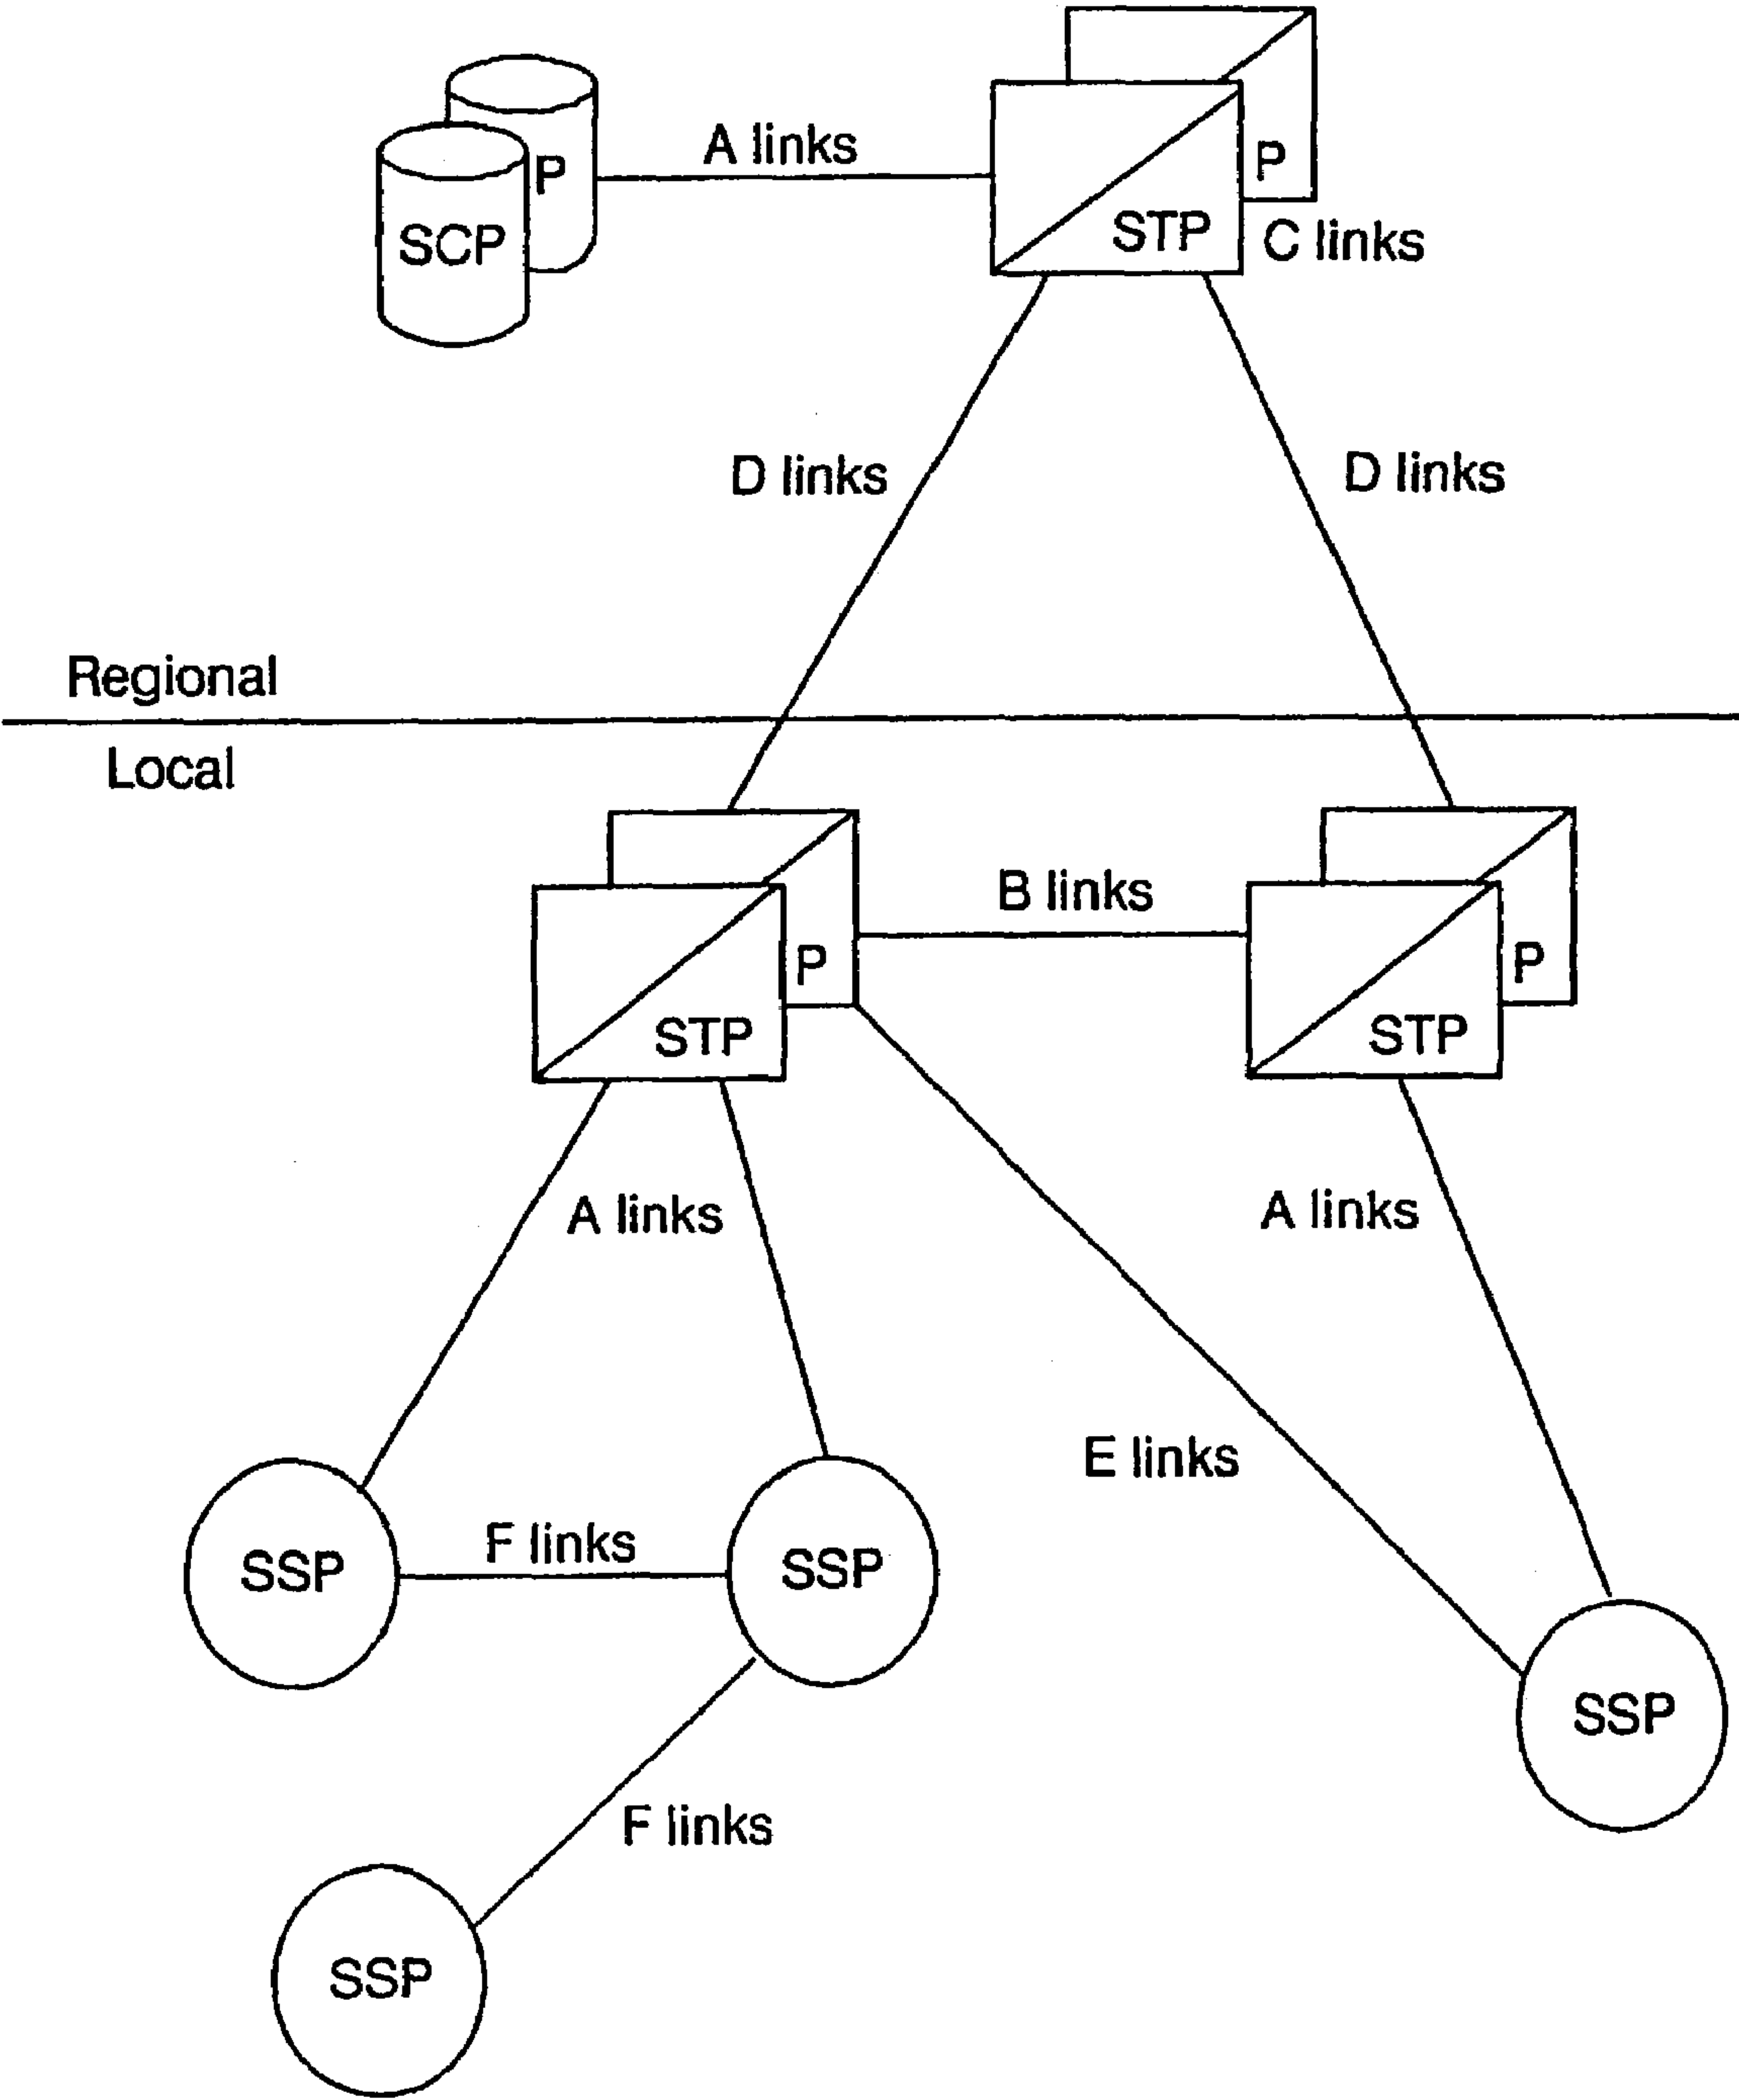 A links
P
P
SCP
STP
C links
D links
D links
Regional
Local
B links
P
P
STP
STP
A links
A links
E links
F links
SSP
SSP
SSP
F links
SSP